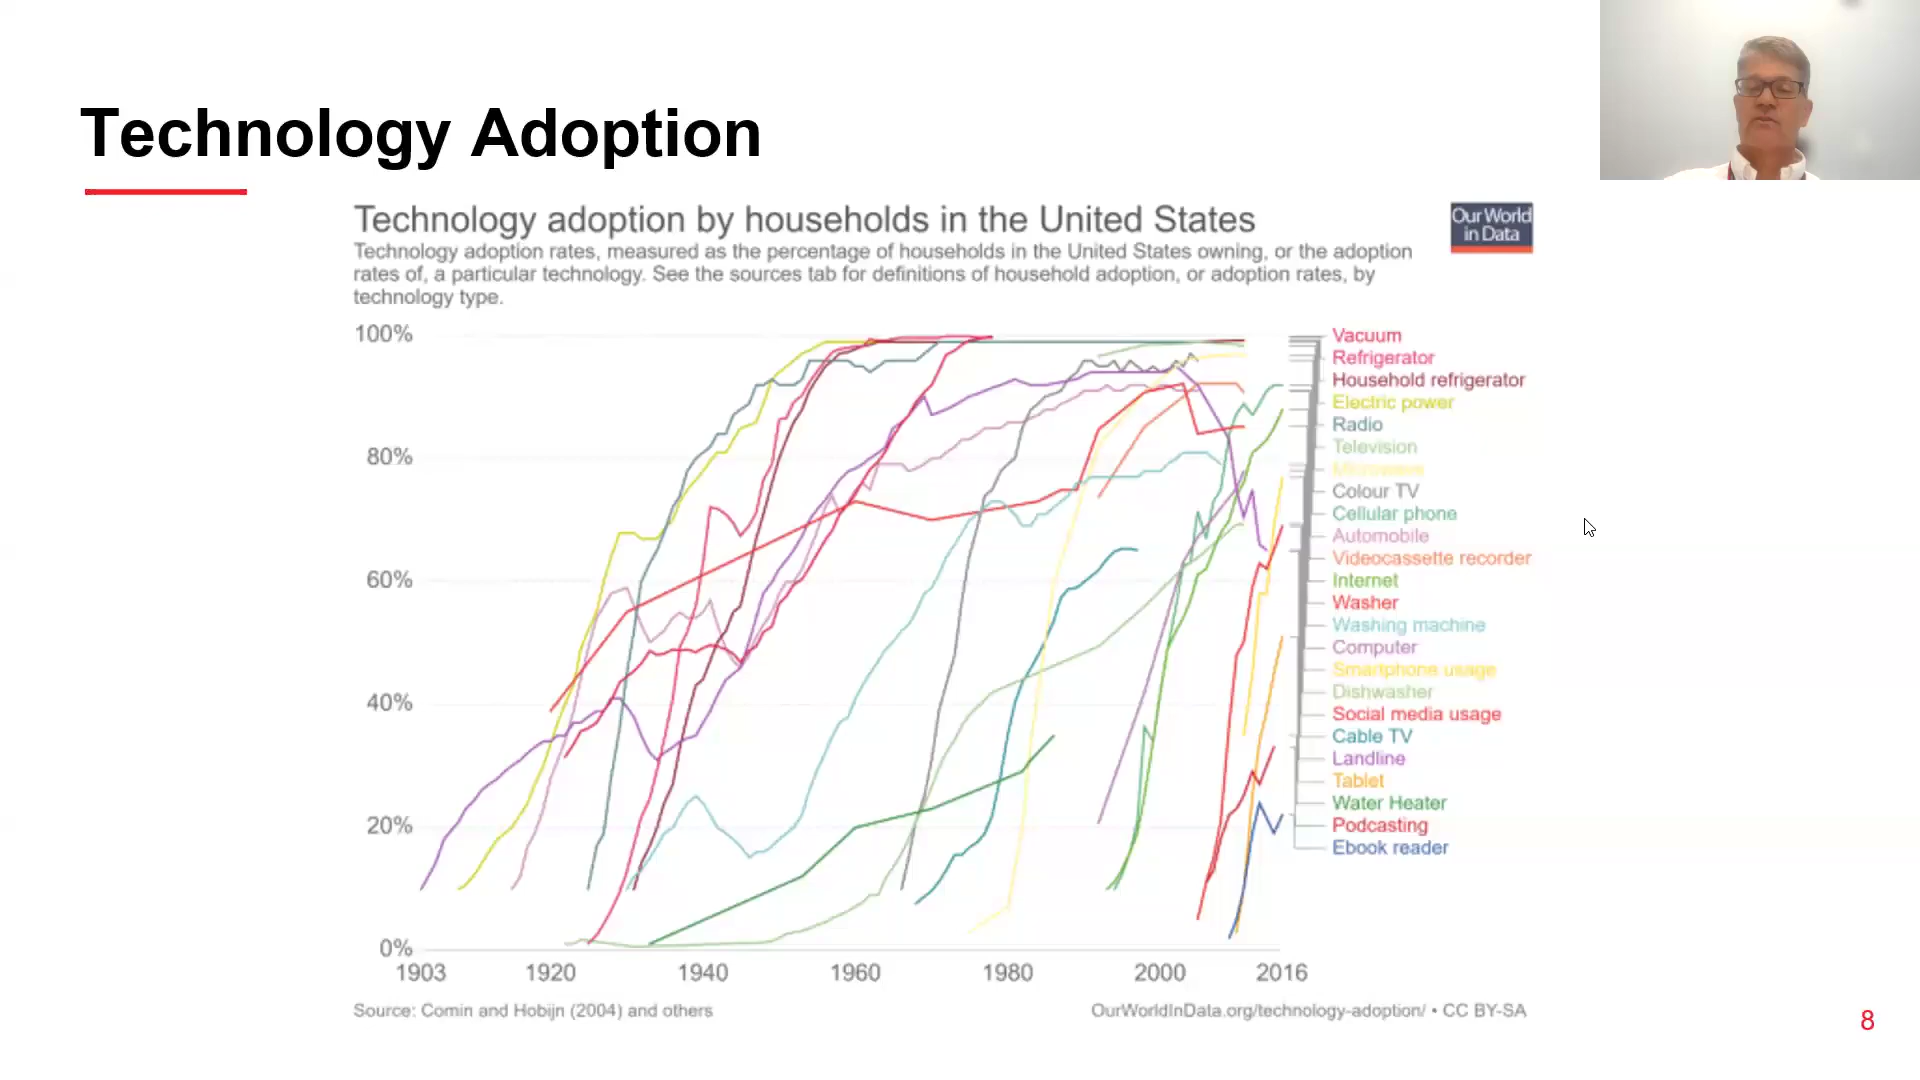 Technology Adoption
Technology adoption by households in the United States
Our World
in Data
Technology adoption rates, measured as the percentage of households in the United States owning, or the adoption
rates of, a particular technology. See the sources tab for definitions of household adoption, or adoption rates, by
technology type.
100%
80%
60%
40%
20%
0%
1903
1920
1940
1960
1980
2000
2016
Vacuum
Refrigerator
Household refrigerator
Electric power
Radio
Television
Microwave
Colour TV
Cellular phone
Automobile
Videocassette recorder
Internet
Washer
Washing machine
Computer
Smartphone usage
Dishwasher
Social media usage
Cable TV
Landline
Tablet
Water Heater
Podcasting
Ebook reader
Source: Comin and Hobijn (2004) and others
OurWorldInData.org/technology-adoption/ • CC BY-SA
8